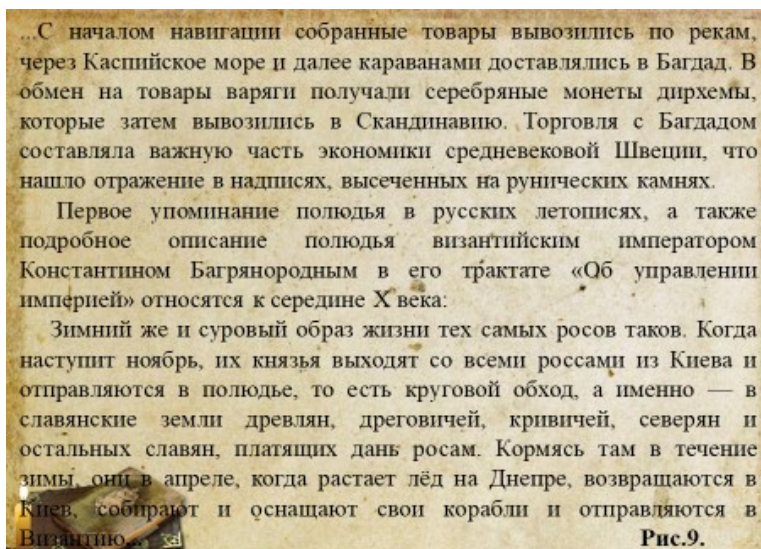 ...С началом навигации собранные товары вывозились по рекам,
через Каспийское море и далее караванами доставлялись в Багдад. В
обмен на товары варяги получали серебряные монеты дирхемы,
которые затем вывозились в Скандинавию. Торговля с Багдадом
составляла важную часть экономики средневековой Швеции, что
нашло отражение в надписях, высеченных на рунических камнях.
Первое упоминание полюдья в русских летописях, а также
подробное описание полюдья византийским императором
Константином Багрянородным в его трактате «Об управлении
империей» относятся к середине X века:
Зимний же и суровый образ жизни тех самых росов таков. Когда
наступит ноябрь, их князья выходят со всеми россами из Киева и
отправляются в полюдье, то есть круговой обход, а именно — в
славянские земли древлян, дреговичей, кривичей, северян и
остальных славян, платящих дань росам. Кормясь там в течение
зимы, они в апреле, когда растает лёд на Днепре, возвращаются в
Киев, собирают и оснащают свои корабли и отправляются в
Византию... Рис.9.